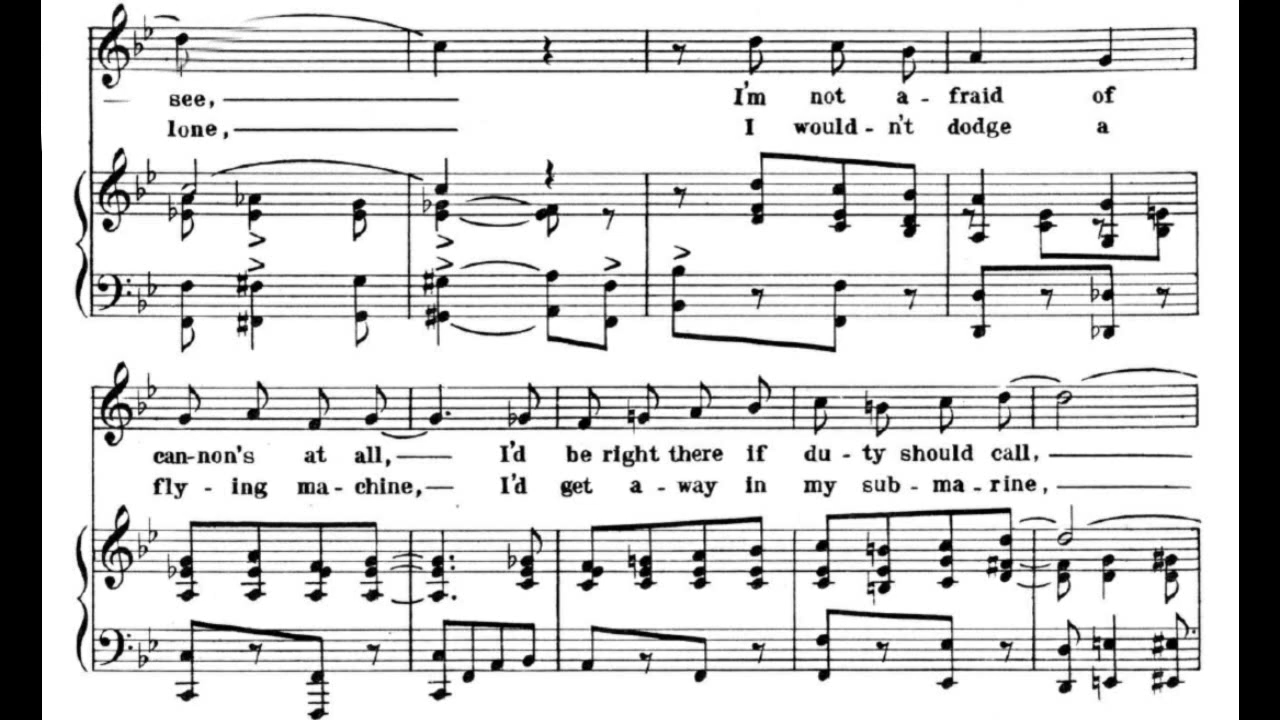 see, I'm not a - fraid of
lone, I would - n't dodge a
can-non's at all, I'd be right there if du - ty should call,
fly - ing ma - chine, I'd get a - way in my sub - ma - rine,